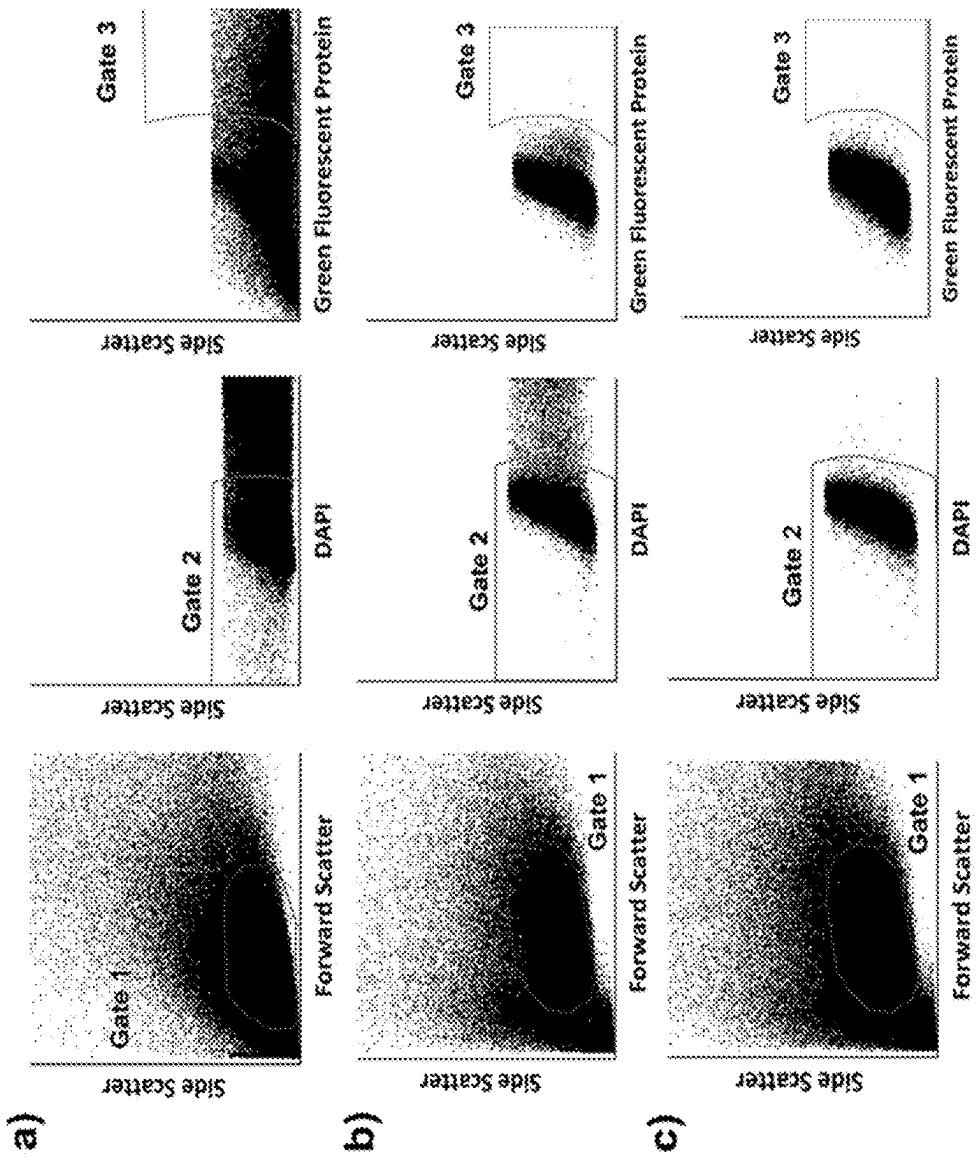 a)
Side Scatter
Gate 1
Forward Scatter
Side Scatter
Gate 2
DAPI
Side Scatter
Gate 3
Green Fluorescent Protein
b)
Side Scatter
Gate 1
Forward Scatter
Side Scatter
Gate 2
DAPI
Side Scatter
Gate 3
Green Fluorescent Protein
c)
Side Scatter
Gate 1
Forward Scatter
Side Scatter
Gate 2
DAPI
Side Scatter
Gate 3
Green Fluorescent Protein